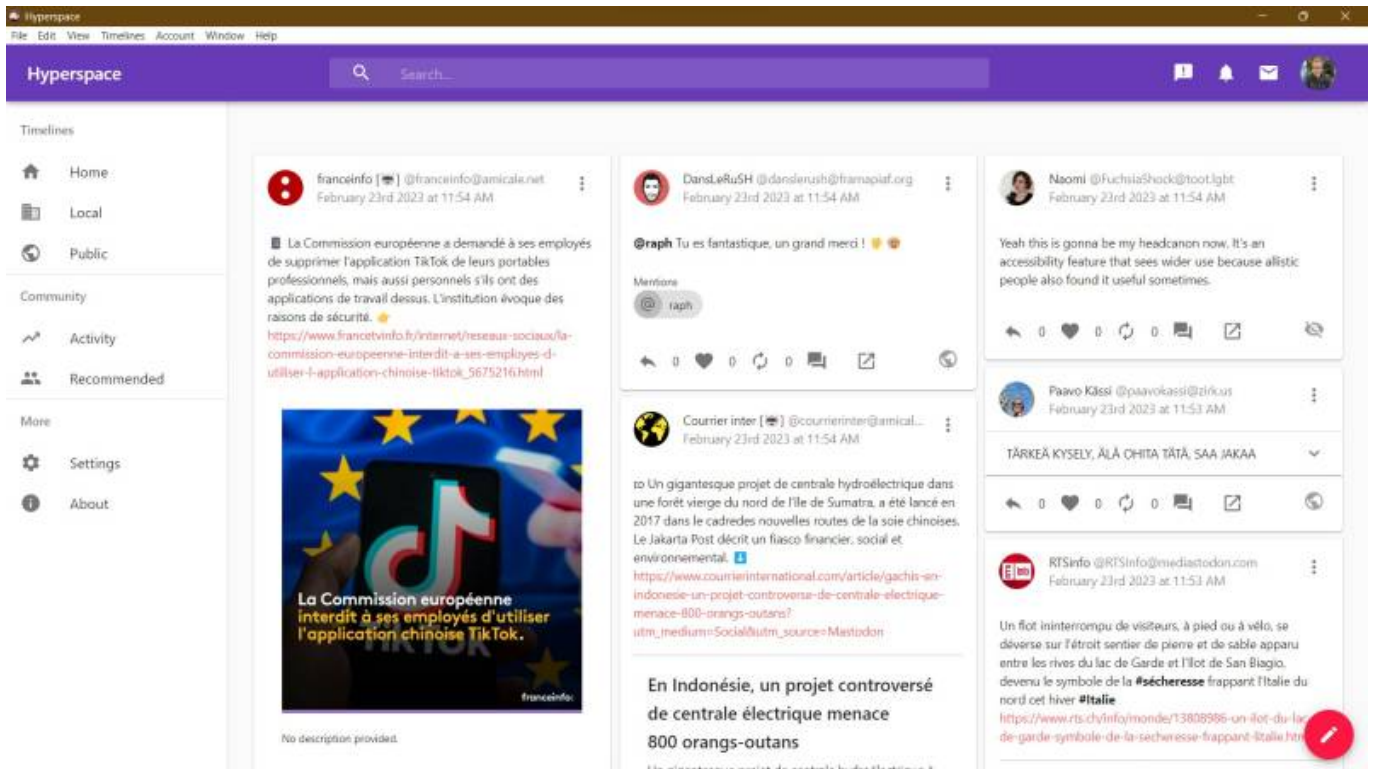 Hyperspace
File Edit View Timelines Account Window Help
Hyperspace
Search...
Timelines
Home
Local
Public
Community
Activity
Recommended
More
Settings
About
franceinfo [] @franceinfo@amicale.net
February 23rd 2023 at 11:54 AM
La Commission européenne a demandé à ses employés
de supprimer l'application TikTok de leurs portables
professionnels, mais aussi personnels s'ils ont des
applications de travail dessus. L'institution évoque des
raisons de sécurité. 👉
https://www.francetvinfo.fr/internet/reseaux-sociaux/la-
commission-europeenne-interdit-a-ses-employes-d-
utiliser-l-application-chinoise-tiktok_5675216.html
La Commission européenne
interdit à ses employés d'utiliser
l'application chinoise TikTok.
TIKTOK
franceinfo:
No description provided.
DansLeRuSH @danslerush@framapiaf.org
February 23rd 2023 at 11:54 AM
@raph Tu es fantastique, un grand merci !
Mentions
@ raph
0 0 0
Courrier inter [] @courrierinter@amical...
February 23rd 2023 at 11:54 AM
Un gigantesque projet de centrale hydroélectrique dans
une forêt vierge du nord de l'île de Sumatra, a été lancé en
2017 dans le cadredes nouvelles routes de la soie chinoises.
Le Jakarta Post décrit un fiasco financier, social et
environnemental. ⬇️
https://www.courrierinternational.com/article/gachis-en-
indonesie-un-projet-controverse-de-centrale-electrique-
menace-800-orangs-outans?
utm_medium=Social&utm_source=Mastodon
En Indonésie, un projet controversé
de centrale électrique menace
800 orangs-outans
Un gigantesque projet de centrale hydroélectrique à
Naomi @FuchsiaShock@toot.lgbt
February 23rd 2023 at 11:54 AM
Yeah this is gonna be my headcanon now. It's an
accessibility feature that sees wider use because allistic
people also found it useful sometimes.
0 0 0
Paavo Kässi @paavokassi@zirk.us
February 23rd 2023 at 11:53 AM
TÄRKEÄ KYSELY, ÄLÄ OHITA TÄTÄ, SAA JAKAA
0 0 0
RTSinfo @RTSInfo@mediastodon.com
February 23rd 2023 at 11:53 AM
Un flot ininterrompu de visiteurs, à pied ou à vélo, se
déverse sur l'étroit sentier de pierre et de sable apparu
entre les rives du lac de Garde et l'îlot de San Biagio,
devenu le symbole de la #sécheresse frappant l'Italie du
nord cet hiver #Italie
https://www.rts.ch/info/monde/13808986-un-ilot-du-lac-
de-garde-symbole-de-la-secheresse-frappant-litalie.htm